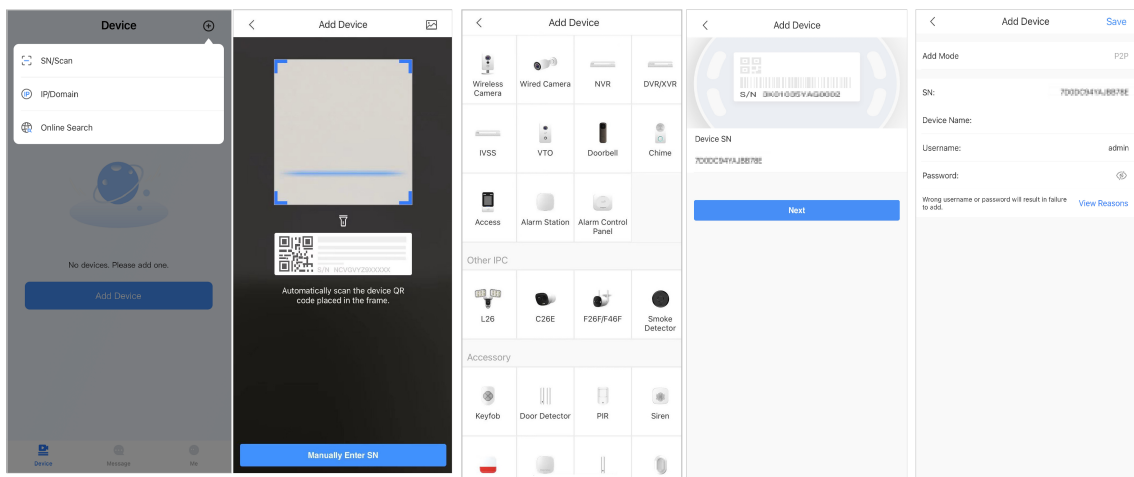 Device
SN/Scan
IP
IP/Domain
Online Search
No devices. Please add one.
Add Device
Device
Message
Me
Add Device
S/N NCVGVY29XXXXX
Automatically scan the device QR
code placed in the frame.
Manually Enter SN
Add Device
Wireless
Camera
Wired Camera
NVR
DVR/XVR
IVSS
VTO
Doorbell
Chime
Access
Alarm Station
Alarm Control
Panel
Other IPC
L26
C26E
F26F/F46F
Smoke
Detector
Accessory
Keyfob
Door Detector
PIR
Siren
Add Device
S/N
Device SN
Next
Add Device
Save
Add Mode
P2P
SN:
Device Name:
Username:
admin
Password:
Wrong username or password will result in failure
to add.
View Reasons